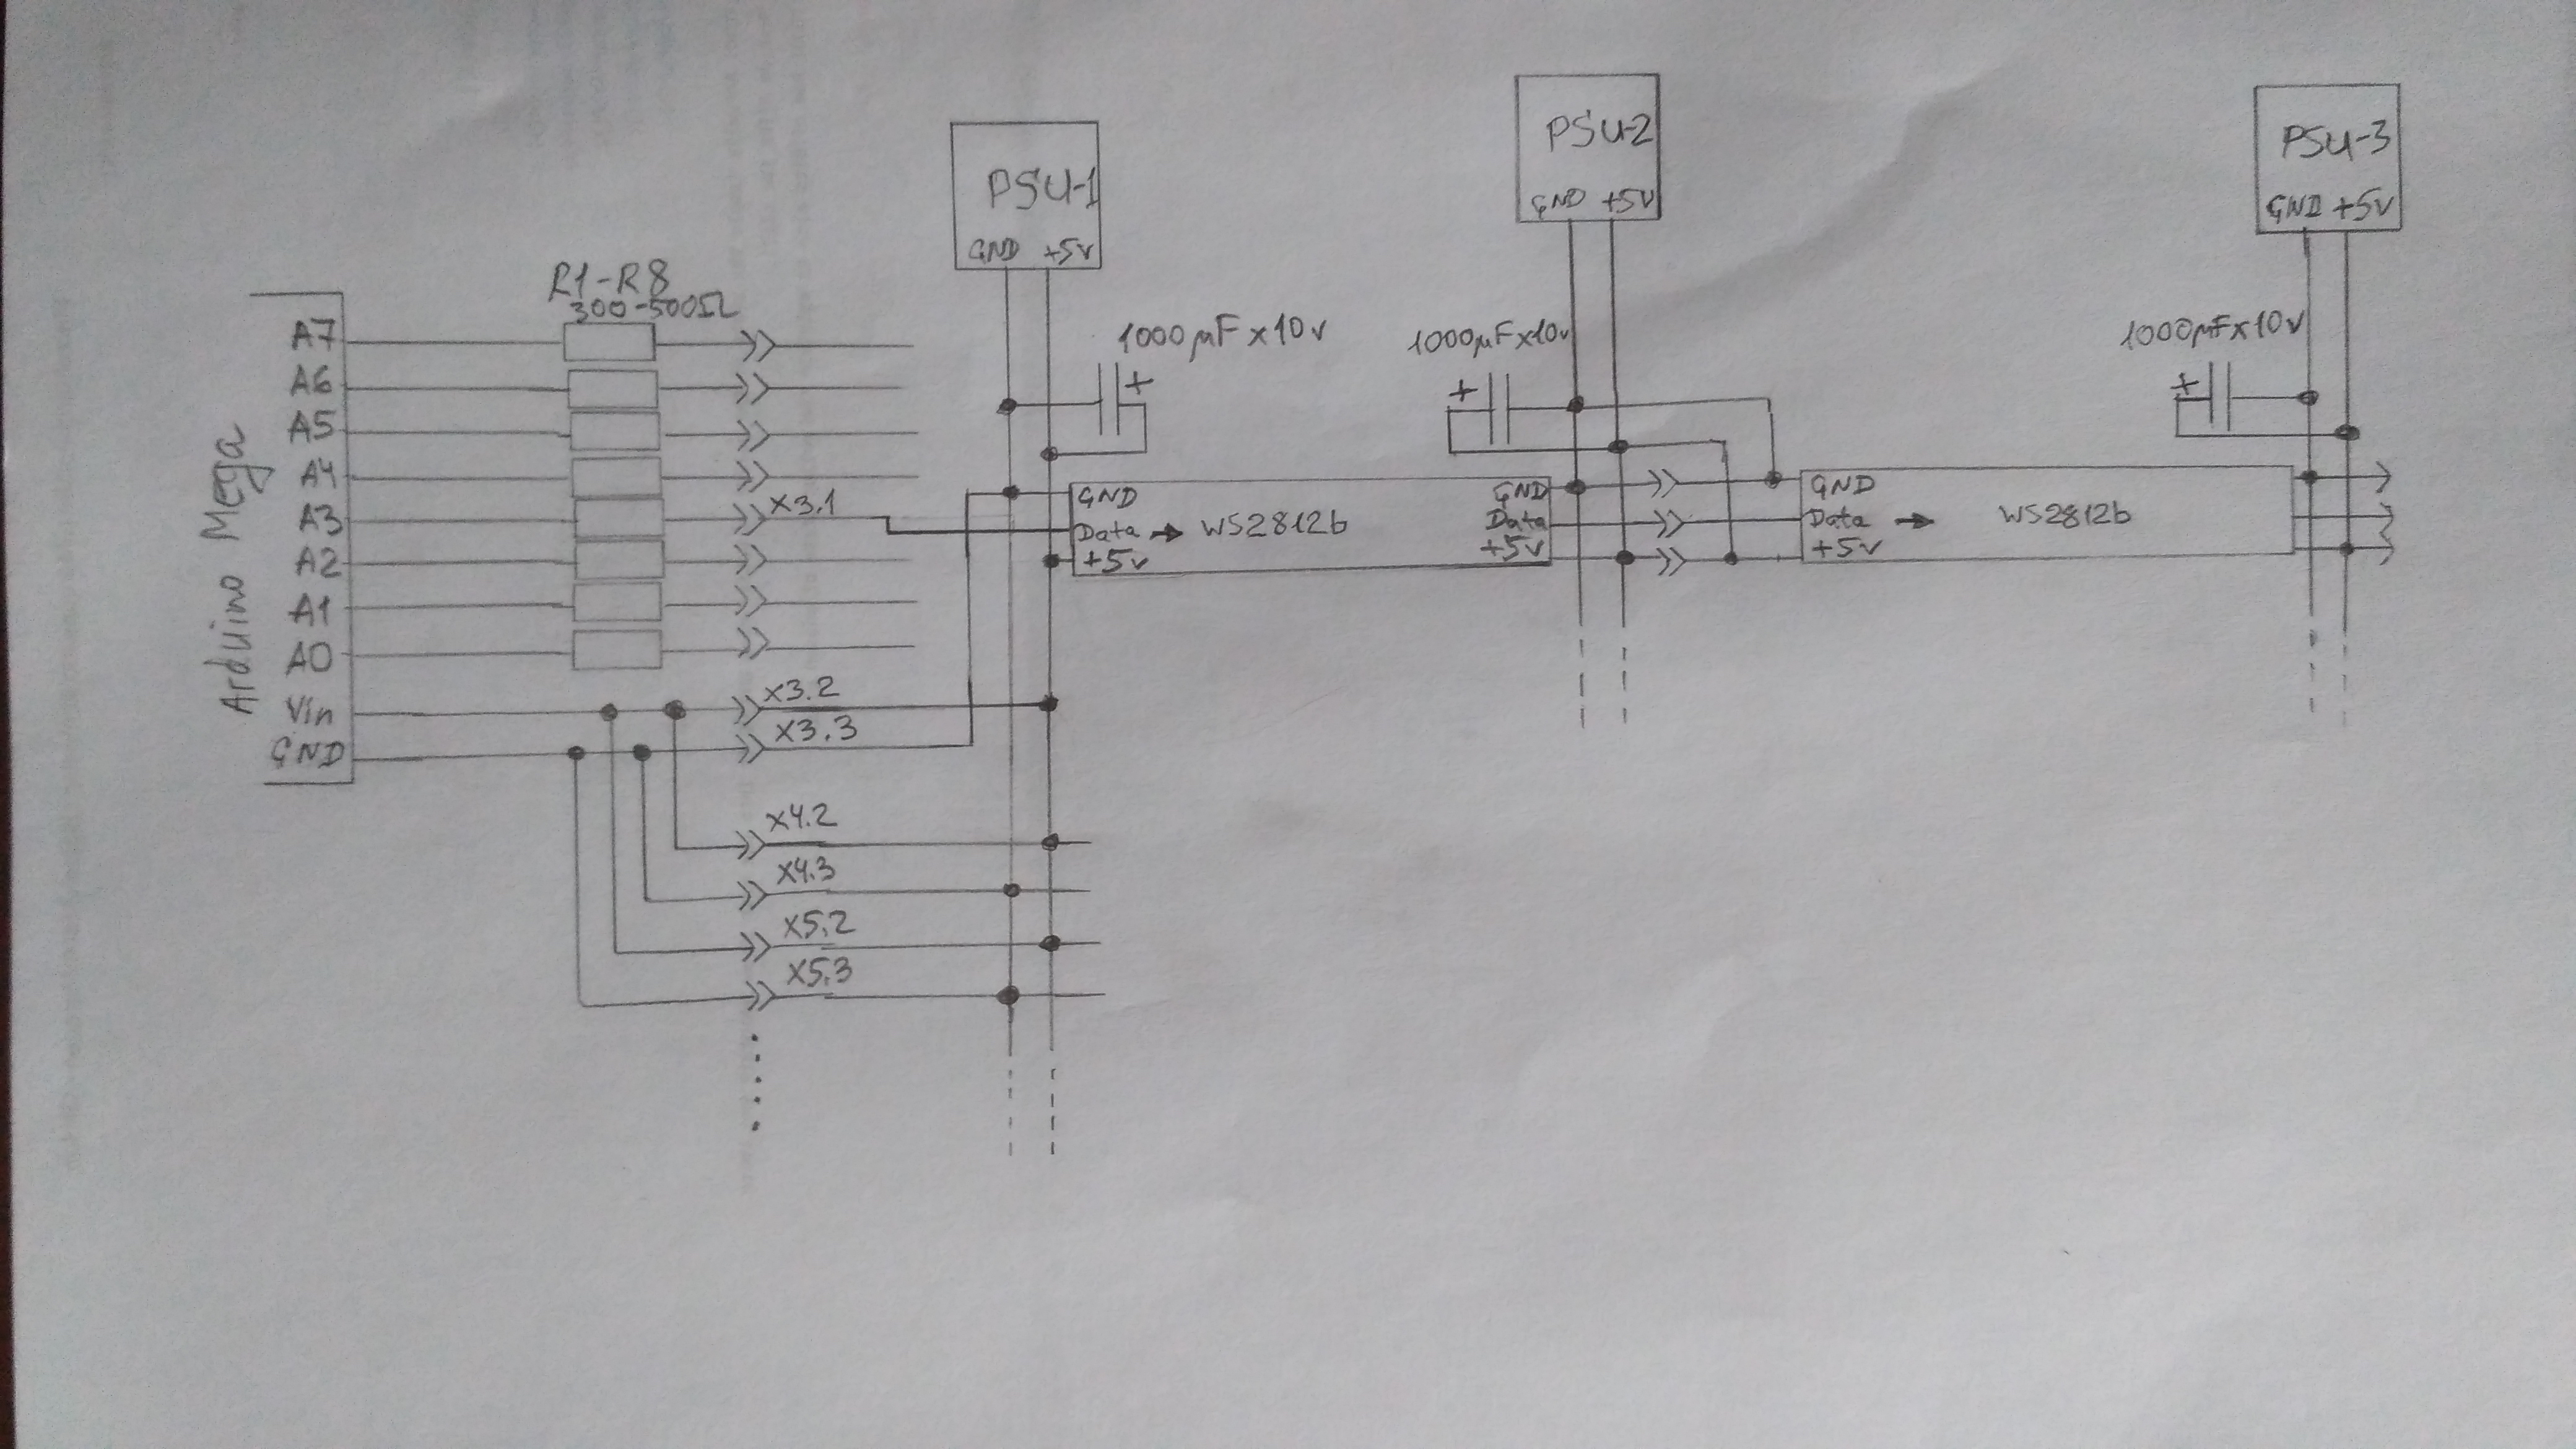 PSU-1
GND +5v
PSU-2
GND +5V
PSU-3
GND +5v
R1-R8
300-500Ω
1000µF x 10v
+
1000µF x10v
+
1000µF x 10v
+
Arduino Mega
A7
A6
A5
A4
A3
A2
A1
A0
Vin
GND
x3.1
x3.2
x3.3
x4.2
x4.3
x5.2
x5.3
GND
Data → WS2812b
+5v
GND
Data
+5v
GND
Data → WS2812b
+5v